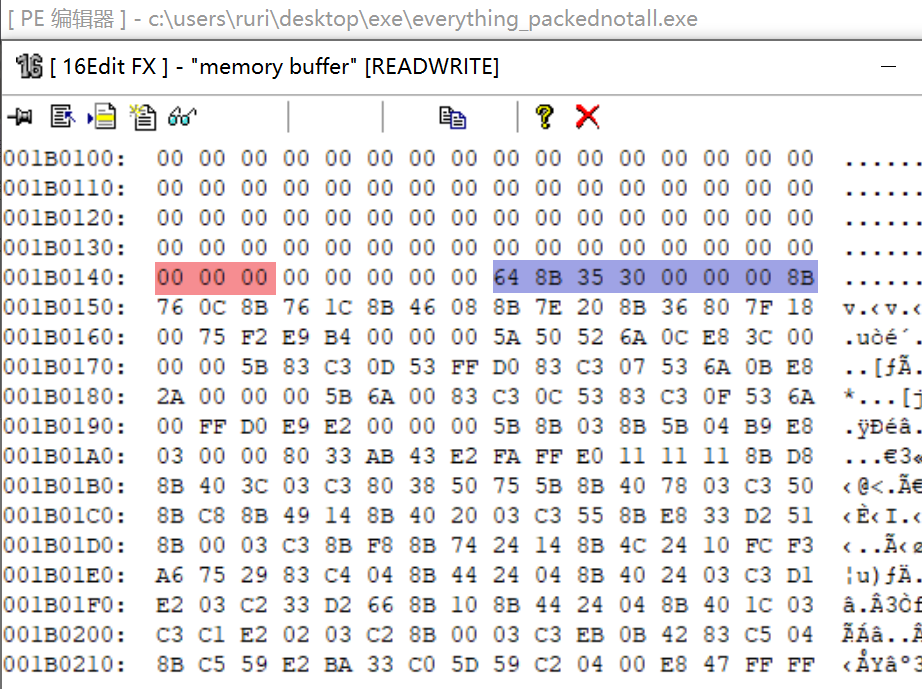 [ PE 编辑器 ] - c:\users\ruri\desktop\exe\everything_packednotall.exe
[ 16Edit FX ] - "memory buffer" [READWRITE]
001B0100: 00 00 00 00 00 00 00 00 00 00 00 00 00 00 00 00 ......
001B0110: 00 00 00 00 00 00 00 00 00 00 00 00 00 00 00 00 ......
001B0120: 00 00 00 00 00 00 00 00 00 00 00 00 00 00 00 00 ......
001B0130: 00 00 00 00 00 00 00 00 00 00 00 00 00 00 00 00 ......
001B0140: 00 00 00 00 00 00 00 00 64 8B 35 30 00 00 00 8B ......
001B0150: 76 0C 8B 76 1C 8B 46 08 8B 7E 20 8B 36 80 7F 18 v.‹v.‹
001B0160: 00 75 F2 E9 B4 00 00 00 5A 50 52 6A 0C E8 3C 00 .uòé´.
001B0170: 00 00 5B 83 C3 0D 53 FF D0 83 C3 07 53 6A 0B E8 ..[ƒÃ.
001B0180: 2A 00 00 00 5B 6A 00 83 C3 0C 53 83 C3 0F 53 6A *...[j
001B0190: 00 FF D0 E9 E2 00 00 00 5B 8B 03 8B 5B 04 B9 E8 .ÿÐéâ.
001B01A0: 03 00 00 80 33 AB 43 E2 FA FF E0 11 11 11 8B D8 ...€3«
001B01B0: 8B 40 3C 03 C3 80 38 50 75 5B 8B 40 78 03 C3 50 ‹@<.Ã€
001B01C0: 8B C8 8B 49 14 8B 40 20 03 C3 55 8B E8 33 D2 51 ‹È‹I.‹
001B01D0: 8B 00 03 C3 8B F8 8B 74 24 14 8B 4C 24 10 FC F3 ‹..Ã‹ø
001B01E0: A6 75 29 83 C4 04 8B 44 24 04 8B 40 24 03 C3 D1 ¦u)ƒÄ.
001B01F0: E2 03 C2 33 D2 66 8B 10 8B 44 24 04 8B 40 1C 03 â.Â3Òf
001B0200: C3 C1 E2 02 03 C2 8B 00 03 C3 EB 0B 42 83 C5 04 ÃÁâ..Â
001B0210: 8B C5 59 E2 BA 33 C0 5D 59 C2 04 00 E8 47 FF FF ‹ÅYâº3